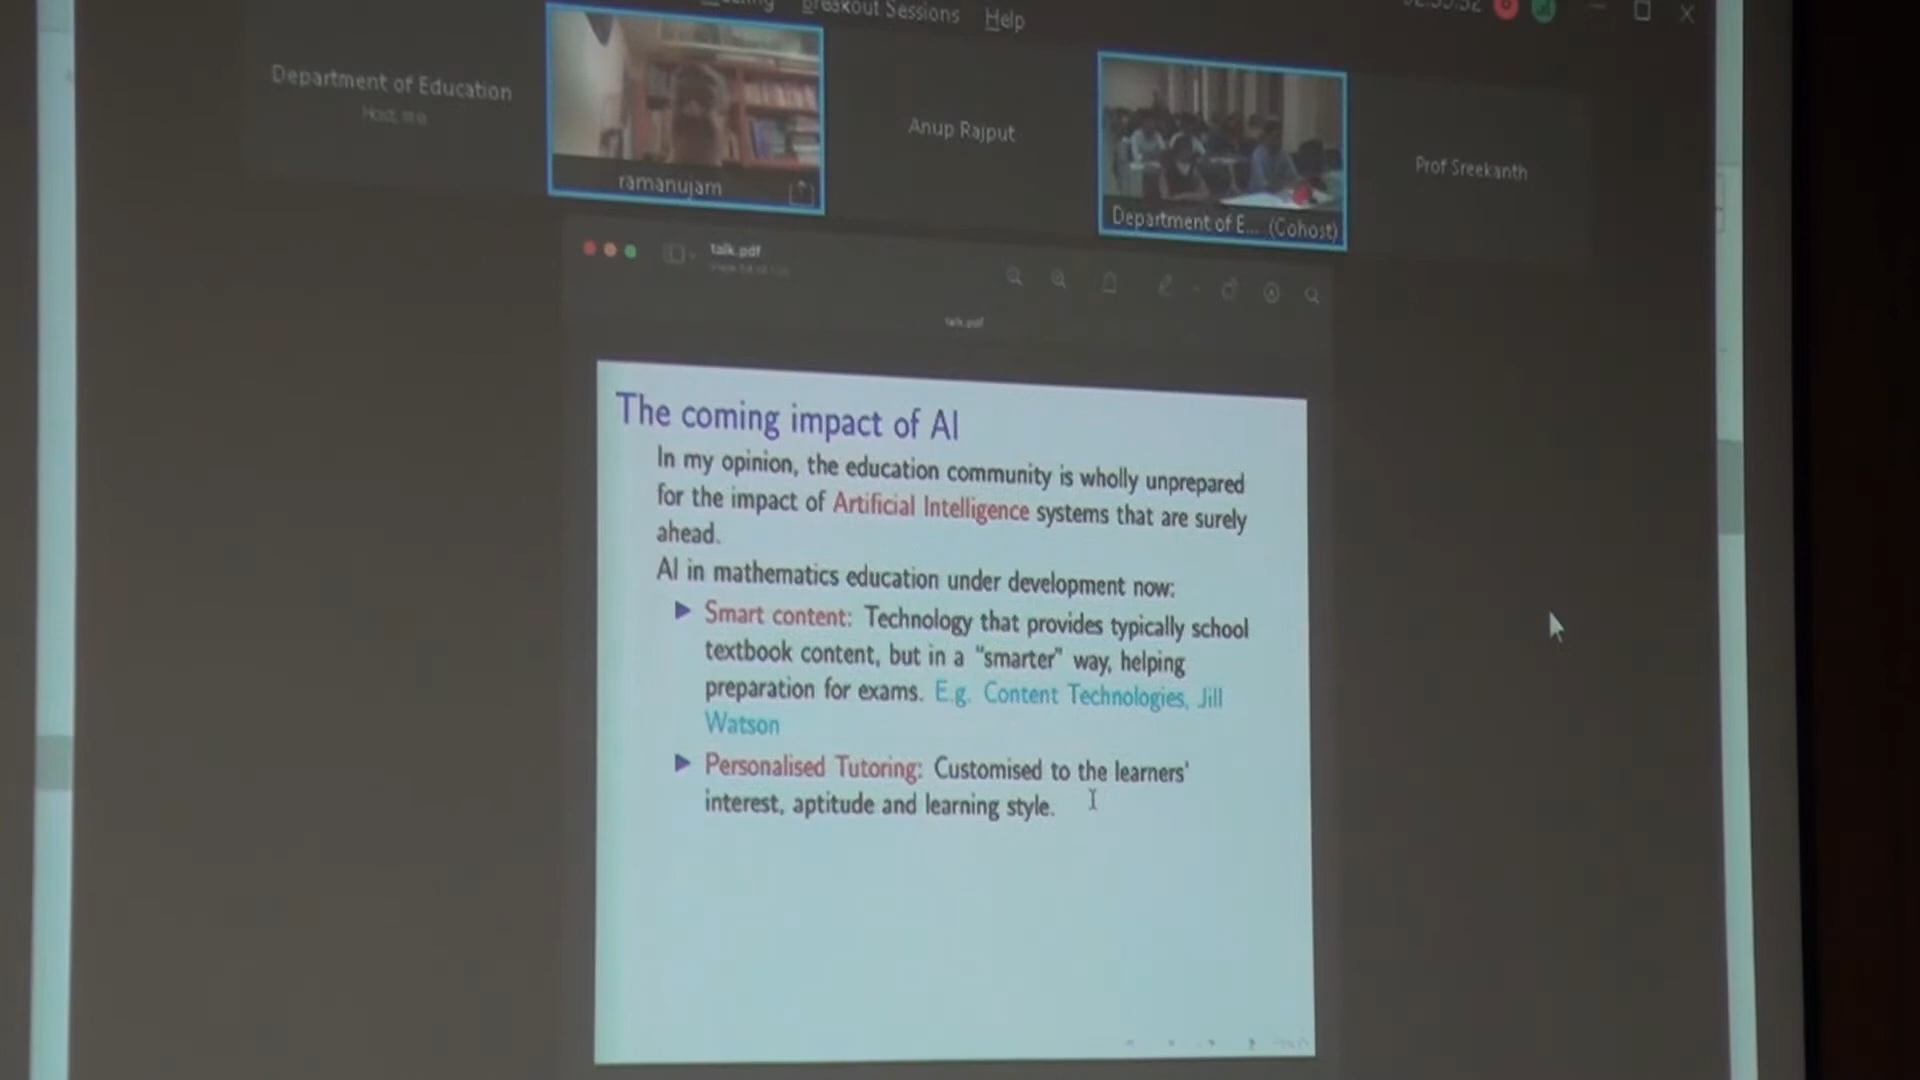 Breakout Sessions Help
Department of Education
ramanujam
Anup Rajput
Department of E... (Cohost)
Prof Sreekanth
talk.pdf
talk.pdf
The coming impact of AI
In my opinion, the education community is wholly unprepared
for the impact of Artificial Intelligence systems that are surely
ahead.
AI in mathematics education under development now:
▶ Smart content: Technology that provides typically school
textbook content, but in a "smarter" way, helping
preparation for exams. E.g. Content Technologies, Jill
Watson
▶ Personalised Tutoring: Customised to the learners'
interest, aptitude and learning style.